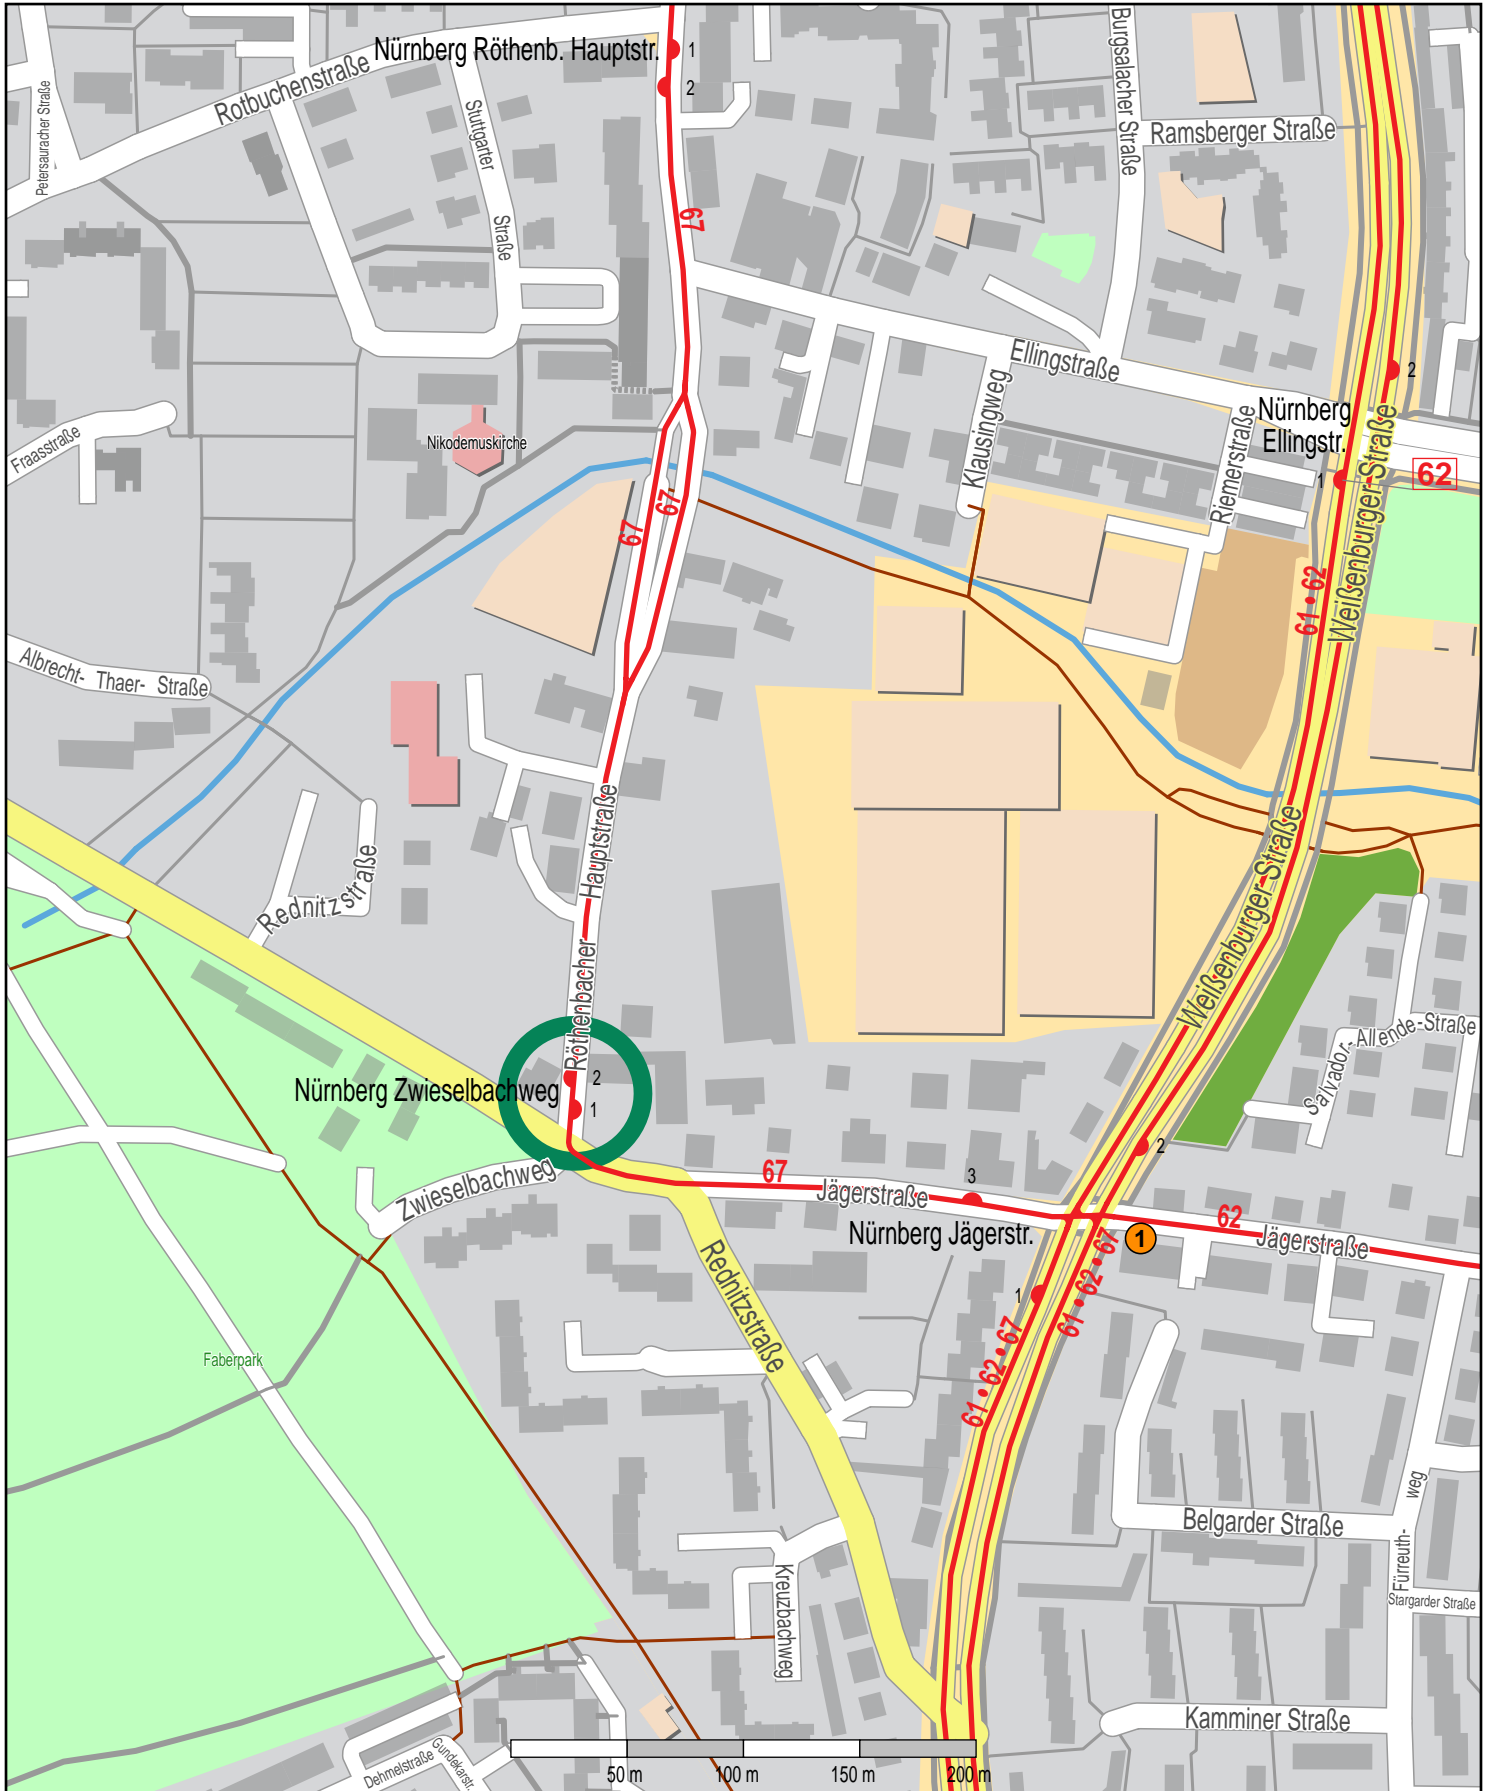 Nürnberg Röthenb. Hauptstr.
1
2
Burgsalacher Straße
Rotbuchenstraße
Petersauracher Straße
Stuttgarter
Straße
Ramsberger Straße
67
Ellingstraße
2
Nürnberg
Ellingstr.
1
Klausingweg
Riemerstraße
Weißenburger Straße
62
Fraasstraße
Nikodemuskirche
67
67
61 • 62
Albrecht- Thaer- Straße
Hauptstraße
Röthenbacher
Rednitzstraße
Weißenburger Straße
Salvador- Allende-Straße
2
Nürnberg Zwieselbachweg
1
2
Zwieselbachweg
67
3
Jägerstraße
62
Jägerstraße
Nürnberg Jägerstr.
1
1
61 • 62 • 67
61 • 62 • 67
Rednitzstraße
Faberpark
Belgarder Straße
Fürreuth-
weg
Stargarder Straße
Kreuzbachweg
Kamminer Straße
Dehmelstraße
Gundekarstr.
50 m
100 m
150 m
200 m